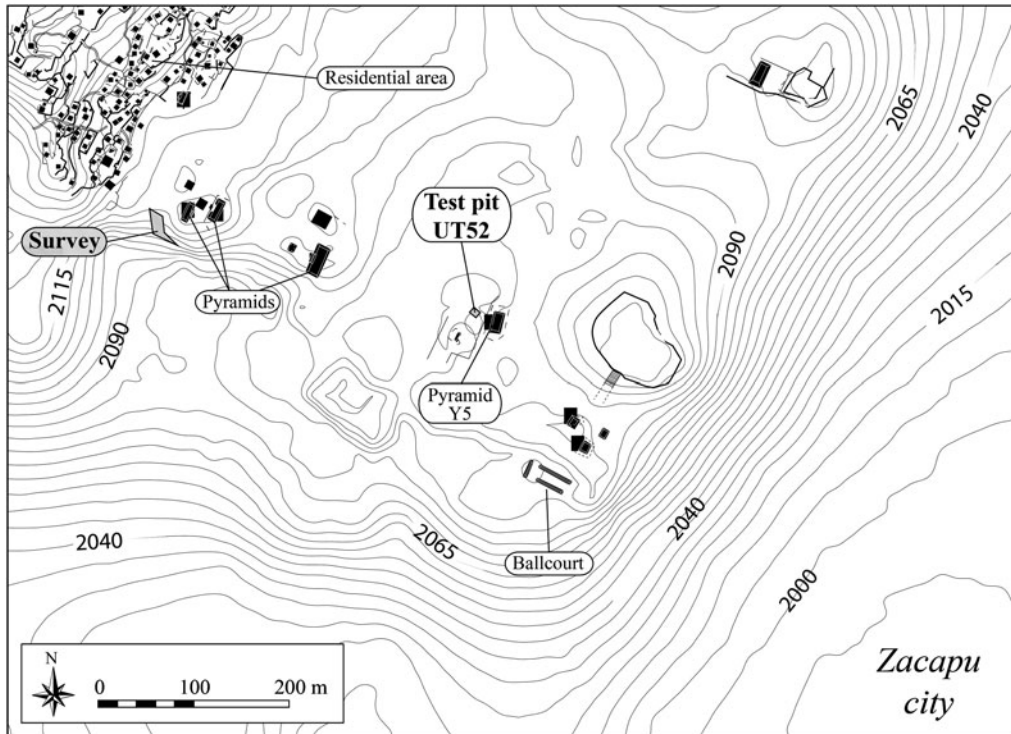 Residential area
2065
2040
Test pit
UT52
Survey
2090
2115
Pyramids
2015
2090
Pyramid
Y5
2040
2065
2040
Ballcourt
2000
Zacapu
city
N
0 100 200 m